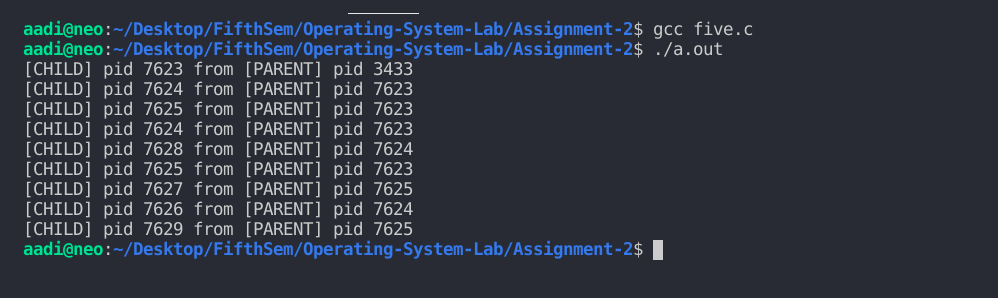 aadi@neo:~/Desktop/FifthSem/Operating-System-Lab/Assignment-2$ gcc five.c
aadi@neo:~/Desktop/FifthSem/Operating-System-Lab/Assignment-2$ ./a.out
[CHILD] pid 7623 from [PARENT] pid 3433
[CHILD] pid 7624 from [PARENT] pid 7623
[CHILD] pid 7625 from [PARENT] pid 7623
[CHILD] pid 7624 from [PARENT] pid 7623
[CHILD] pid 7628 from [PARENT] pid 7624
[CHILD] pid 7625 from [PARENT] pid 7623
[CHILD] pid 7627 from [PARENT] pid 7625
[CHILD] pid 7626 from [PARENT] pid 7624
[CHILD] pid 7629 from [PARENT] pid 7625
aadi@neo:~/Desktop/FifthSem/Operating-System-Lab/Assignment-2$